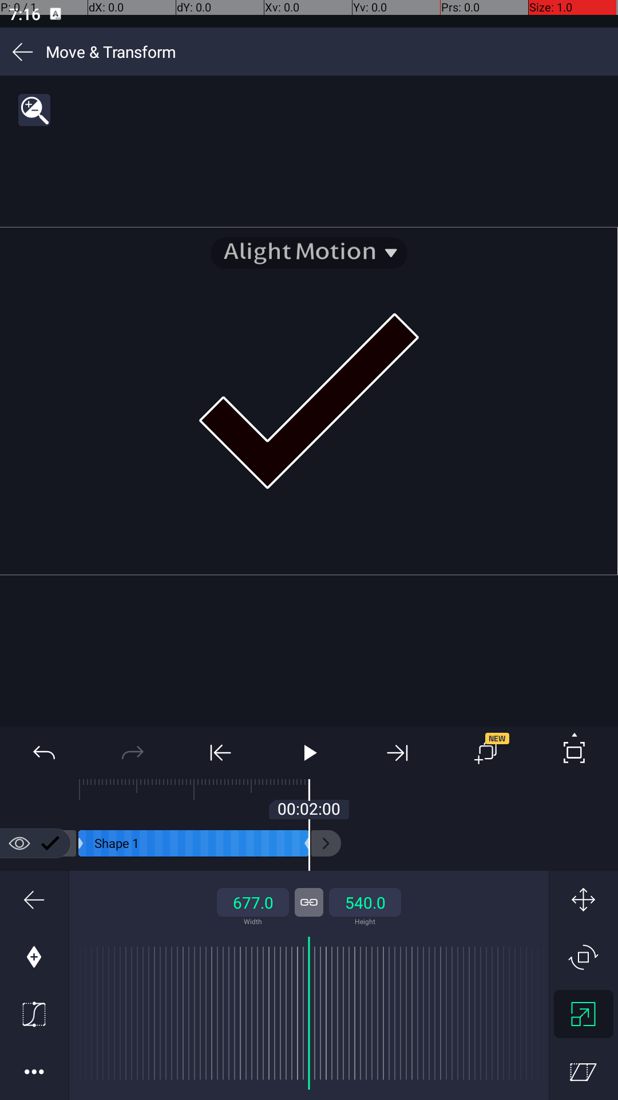 P: 0 / 1 dX: 0.0 dY: 0.0 Xv: 0.0 Yv: 0.0 Prs: 0.0 Size: 1.0
7:16 A
Move & Transform
Alight Motion
NEW
00:02:00
Shape 1
677.0 540.0
Width Height